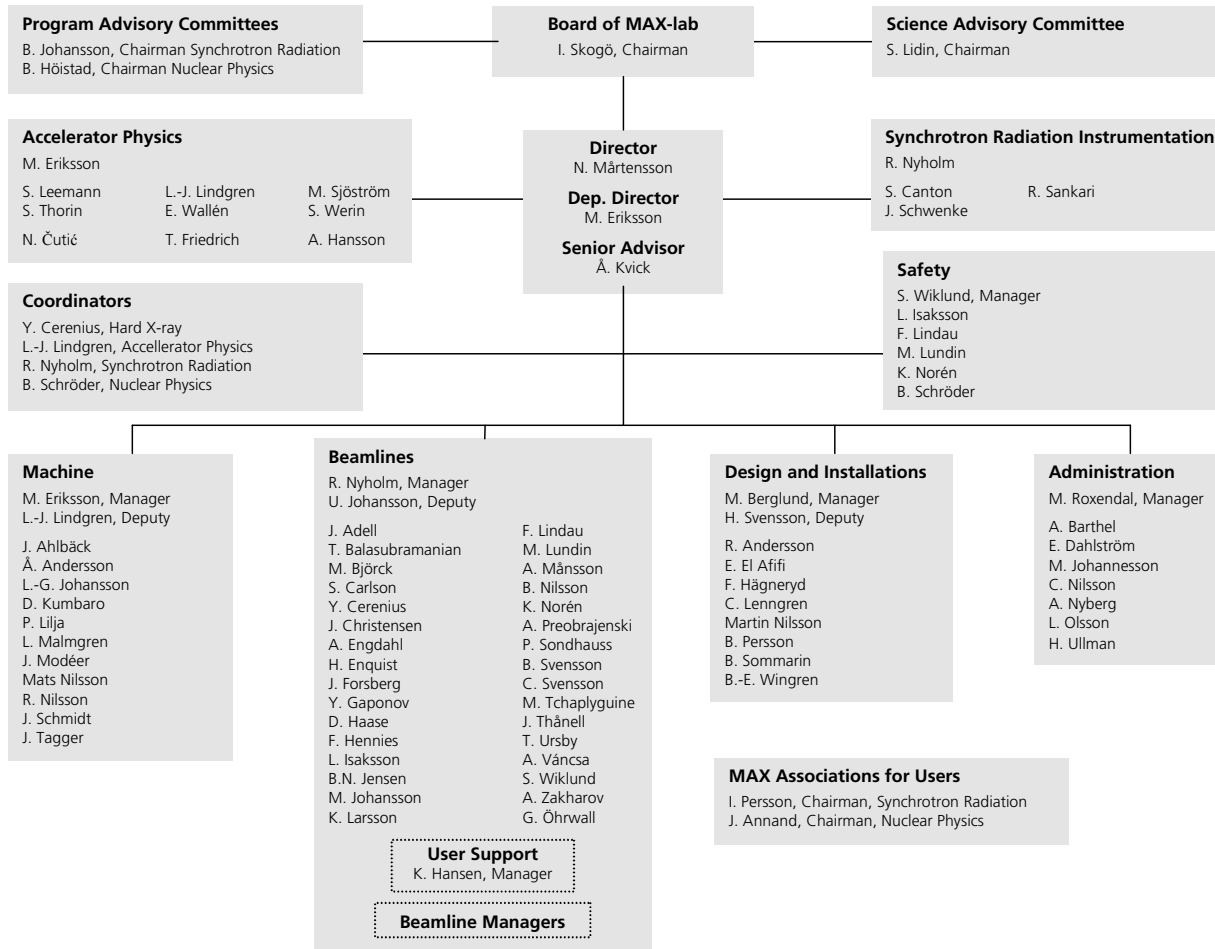 Program Advisory Committees
B. Johansson, Chairman Synchrotron Radiation
B. Höistad, Chairman Nuclear Physics
Board of MAX-lab
I. Skogö, Chairman
Science Advisory Committee
S. Lidin, Chairman
Accelerator Physics
M. Eriksson
S. Leemann L.-J. Lindgren M. Sjöström
S. Thorin E. Wallén S. Werin
N. Čutić T. Friedrich A. Hansson
Director
N. Mårtensson
Dep. Director
M. Eriksson
Senior Advisor
Å. Kvick
Synchrotron Radiation Instrumentation
R. Nyholm
S. Canton R. Sankari
J. Schwenke
Coordinators
Y. Cerenius, Hard X-ray
L.-J. Lindgren, Accellerator Physics
R. Nyholm, Synchrotron Radiation
B. Schröder, Nuclear Physics
Safety
S. Wiklund, Manager
L. Isaksson
F. Lindau
M. Lundin
K. Norén
B. Schröder
Machine
M. Eriksson, Manager
L.-J. Lindgren, Deputy
J. Ahlbäck
Å. Andersson
L.-G. Johansson
D. Kumbaro
P. Lilja
L. Malmgren
J. Modéer
Mats Nilsson
R. Nilsson
J. Schmidt
J. Tagger
Beamlines
R. Nyholm, Manager
U. Johansson, Deputy
J. Adell F. Lindau
T. Balasubramanian M. Lundin
M. Björck A. Månsson
S. Carlson B. Nilsson
Y. Cerenius K. Norén
J. Christensen A. Preobrajenski
A. Engdahl P. Sondhauss
H. Enquist B. Svensson
J. Forsberg C. Svensson
Y. Gaponov M. Tchaplyguine
D. Haase J. Thånell
F. Hennies T. Ursby
L. Isaksson A. Váncsa
B.N. Jensen S. Wiklund
M. Johansson A. Zakharov
K. Larsson G. Öhrwall
User Support
K. Hansen, Manager
Beamline Managers
Design and Installations
M. Berglund, Manager
H. Svensson, Deputy
R. Andersson
E. El Afifi
F. Hägneryd
C. Lenngren
Martin Nilsson
B. Persson
B. Sommarin
B.-E. Wingren
Administration
M. Roxendal, Manager
A. Barthel
E. Dahlström
M. Johannesson
C. Nilsson
A. Nyberg
L. Olsson
H. Ullman
MAX Associations for Users
I. Persson, Chairman, Synchrotron Radiation
J. Annand, Chairman, Nuclear Physics